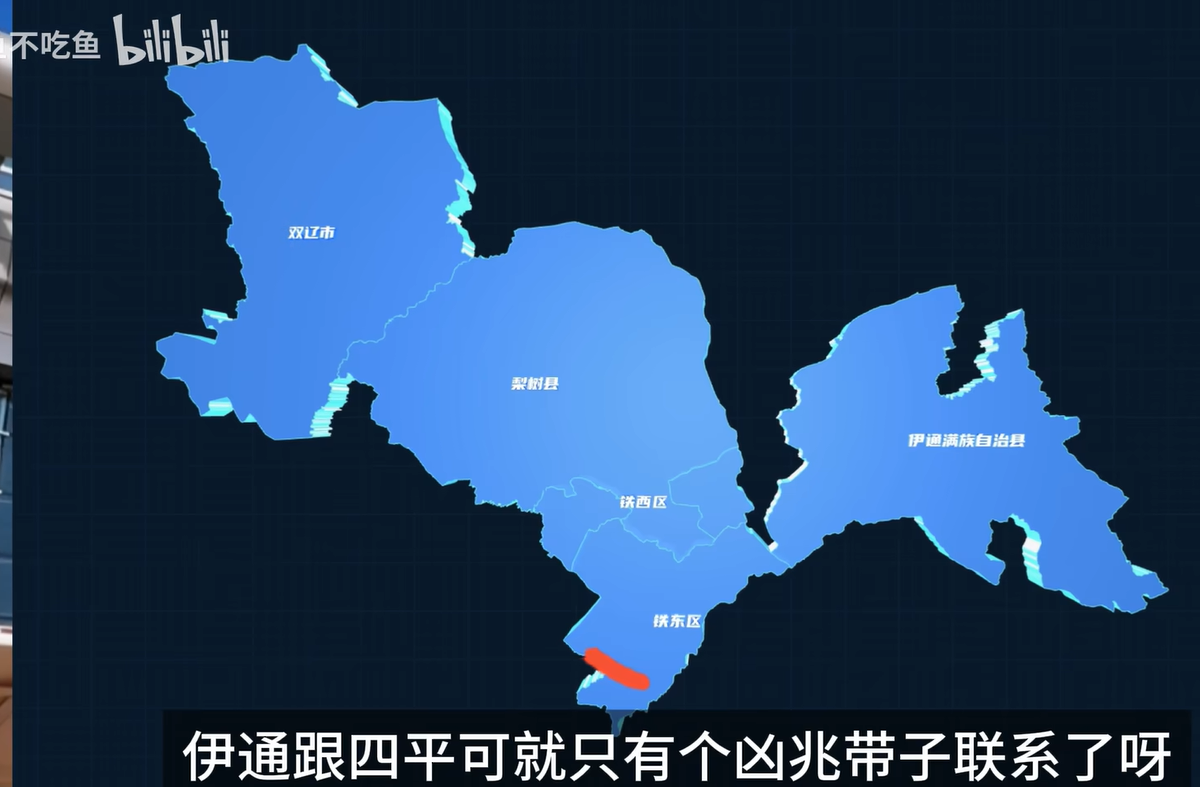 不吃鱼 bilibili
双辽市
梨树县
伊通满族自治县
铁西区
铁东区
伊通跟四平可就只有个凶兆带子联系了呀